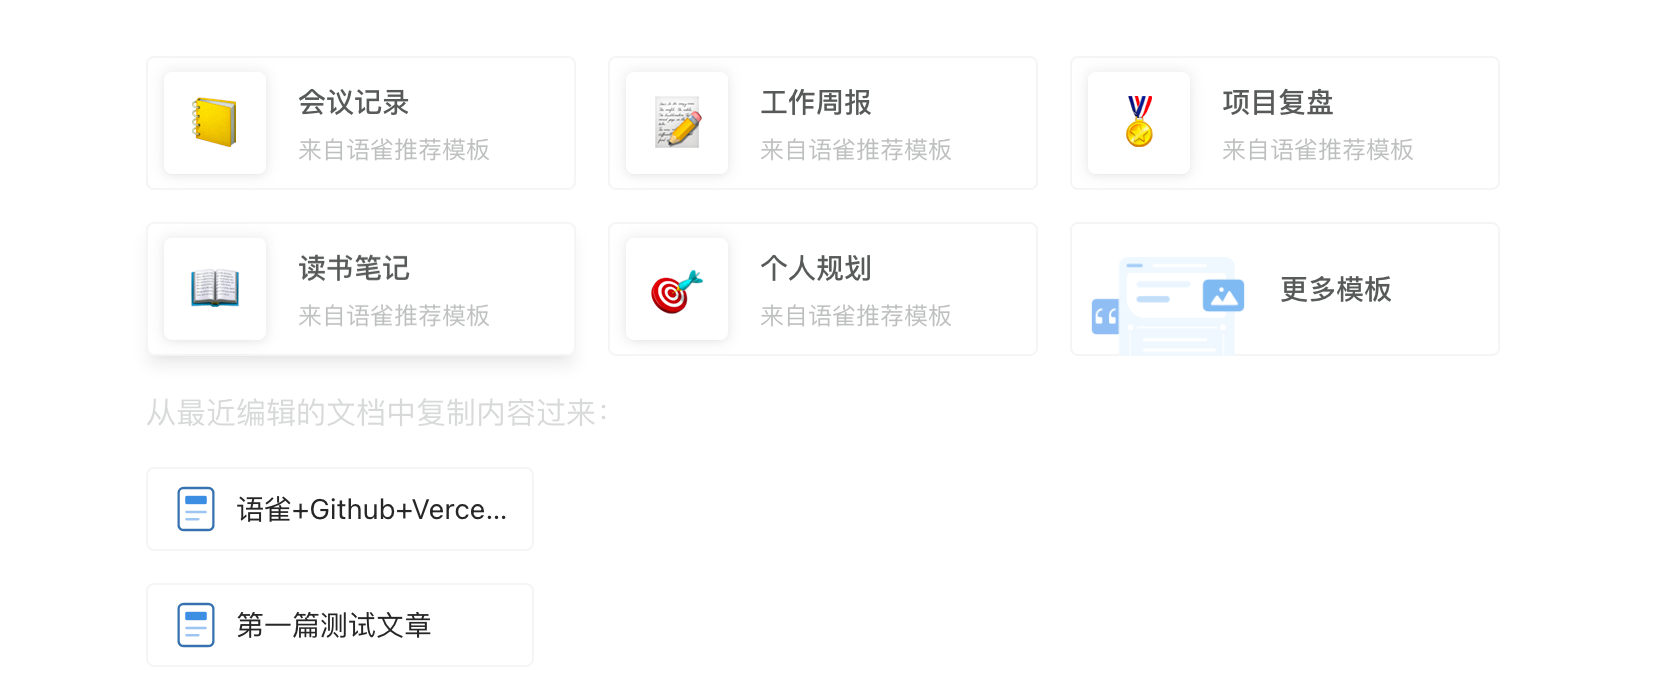 会议记录
来自语雀推荐模板
工作周报
来自语雀推荐模板
项目复盘
来自语雀推荐模板
读书笔记
来自语雀推荐模板
个人规划
来自语雀推荐模板
更多模板
从最近编辑的文档中复制内容过来：
语雀+Github+Verce...
第一篇测试文章